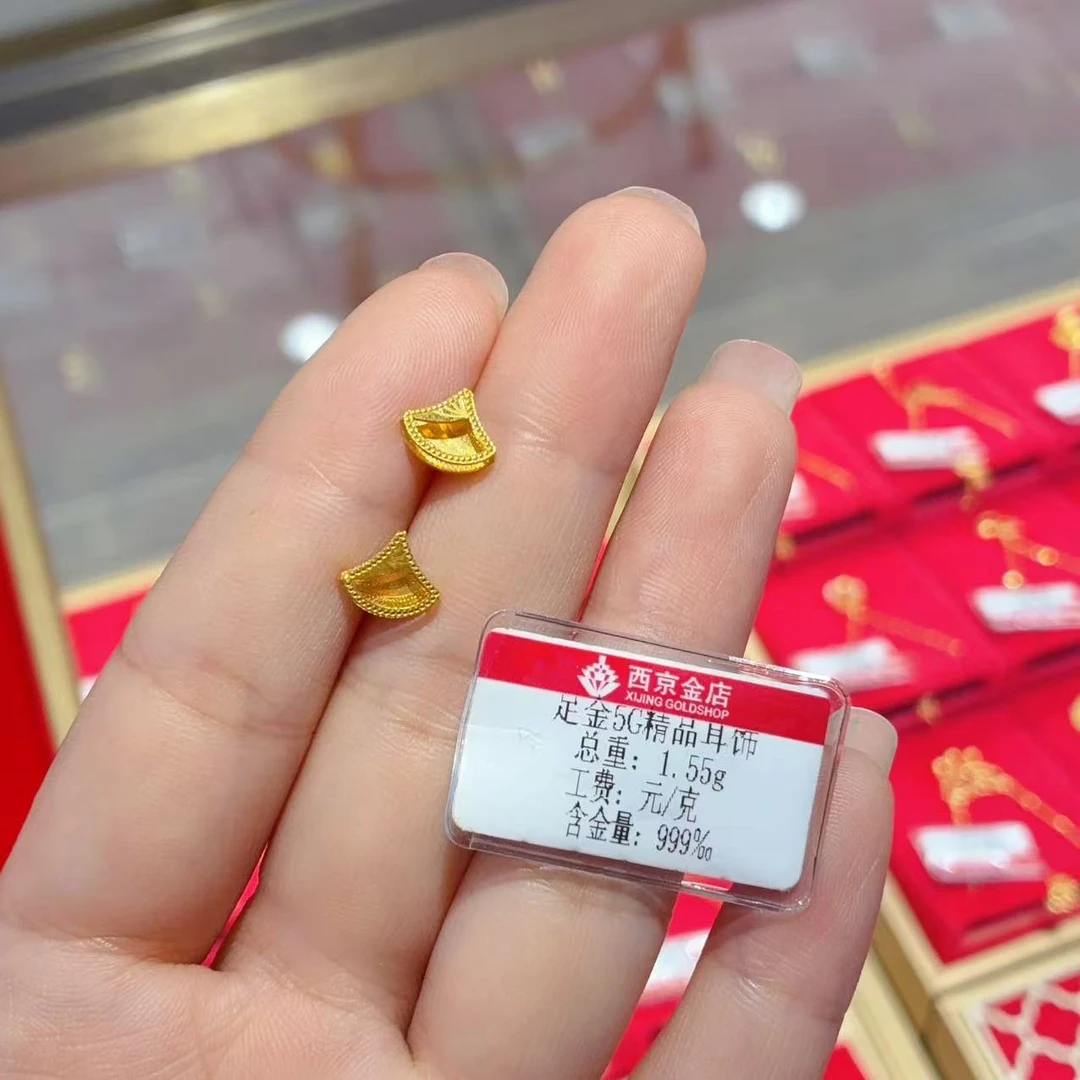 西京金店
XIJING GOLDSHOP
足金5G精品耳饰
总重: 1.55g
工费: 元/克
含金量: 999‰